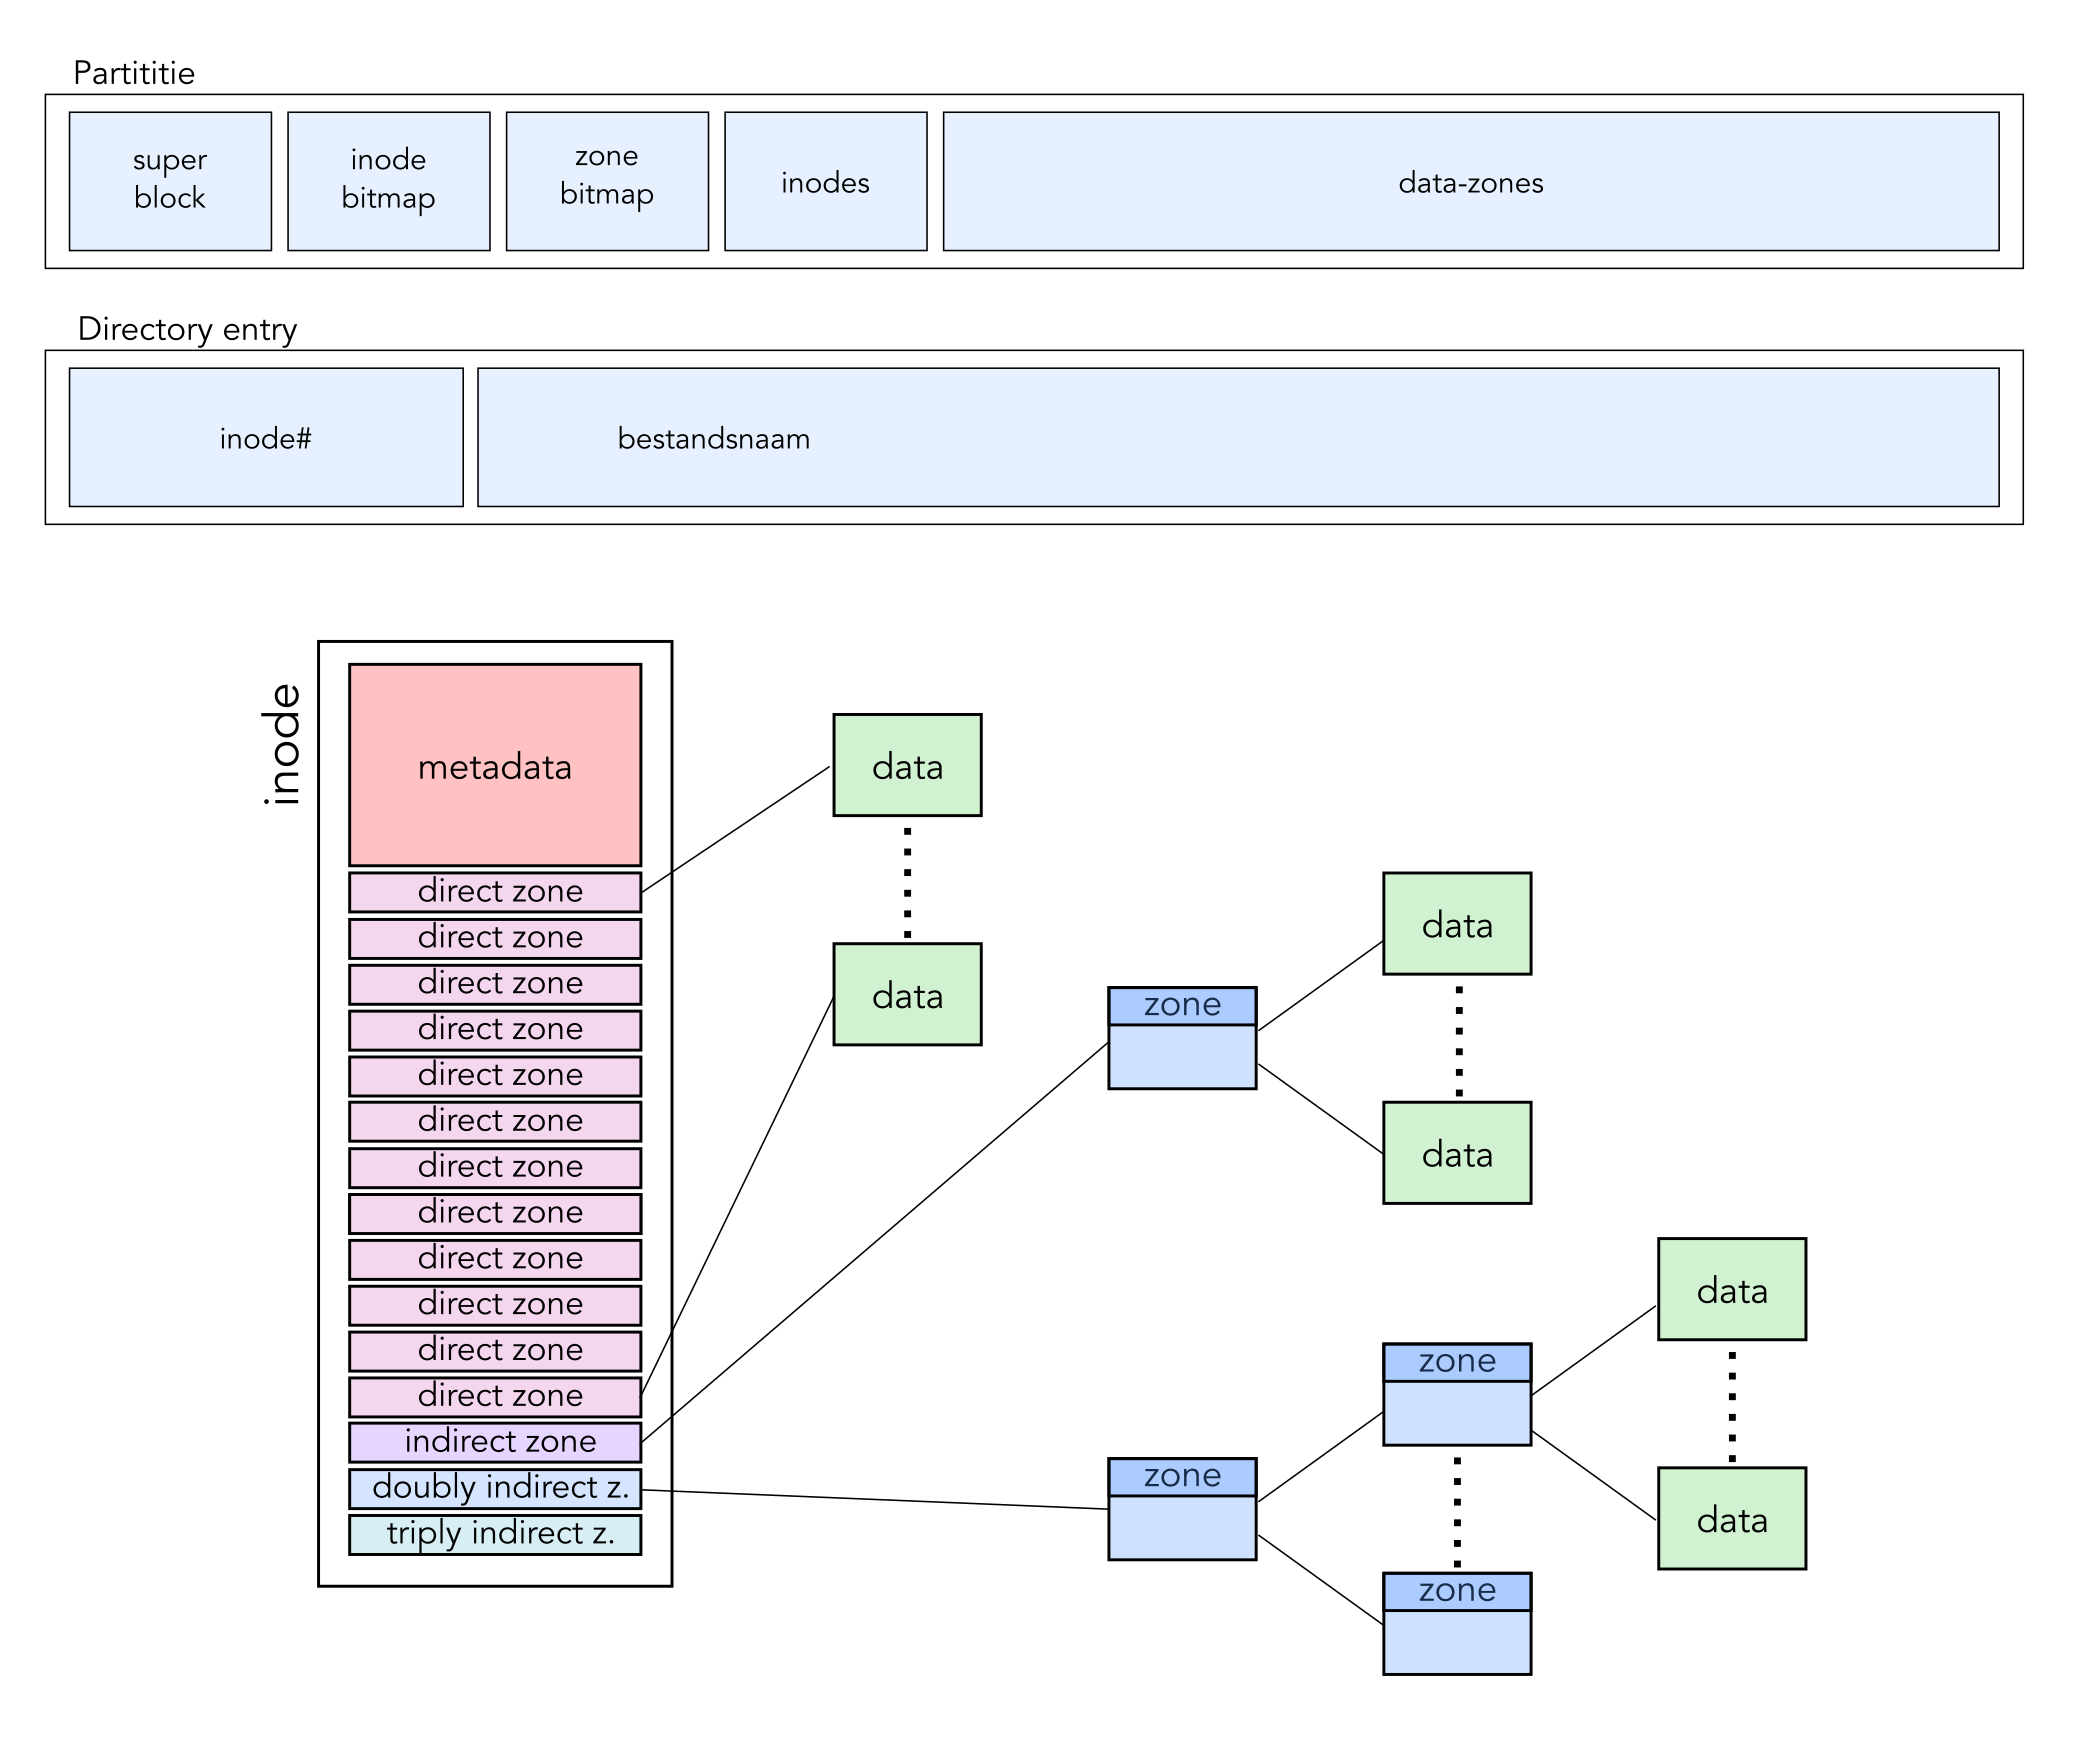 Partititie
super
block
inode
bitmap
zone
bitmap
inodes
data-zones
Directory entry
inode#
bestandsnaam
inode
metadata
direct zone
direct zone
direct zone
direct zone
direct zone
direct zone
direct zone
direct zone
direct zone
direct zone
direct zone
direct zone
indirect zone
doubly indirect z.
triply indirect z.
data
data
zone
data
data
zone
zone
zone
data
data